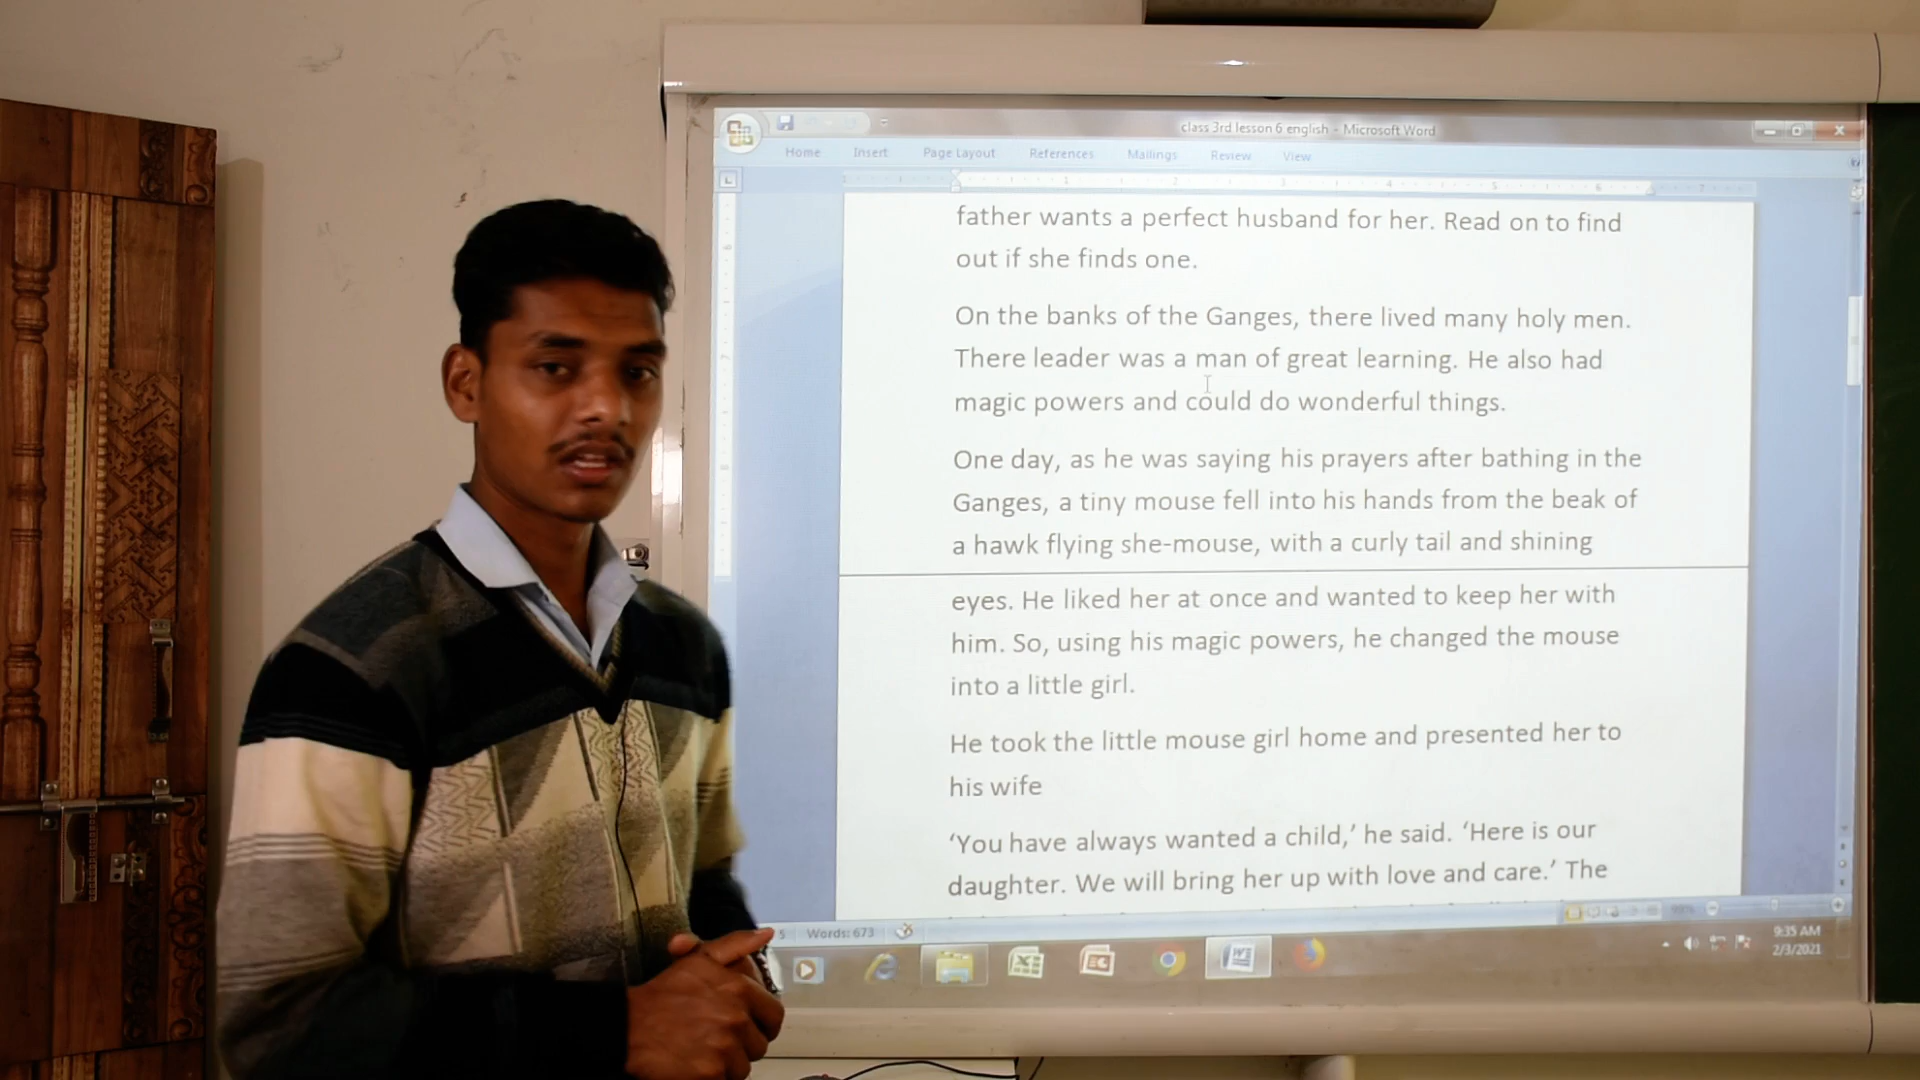 class 3rd lesson 6 english - Microsoft Word
Home Insert Page Layout References Mailings Review View
father wants a perfect husband for her. Read on to find
out if she finds one.
On the banks of the Ganges, there lived many holy men.
There leader was a man of great learning. He also had
magic powers and could do wonderful things.
One day, as he was saying his prayers after bathing in the
Ganges, a tiny mouse fell into his hands from the beak of
a hawk flying she-mouse, with a curly tail and shining
eyes. He liked her at once and wanted to keep her with
him. So, using his magic powers, he changed the mouse
into a little girl.
He took the little mouse girl home and presented her to
his wife
‘You have always wanted a child,’ he said. ‘Here is our
daughter. We will bring her up with love and care.’ The
5 Words: 673
9:35 AM
2/3/2021